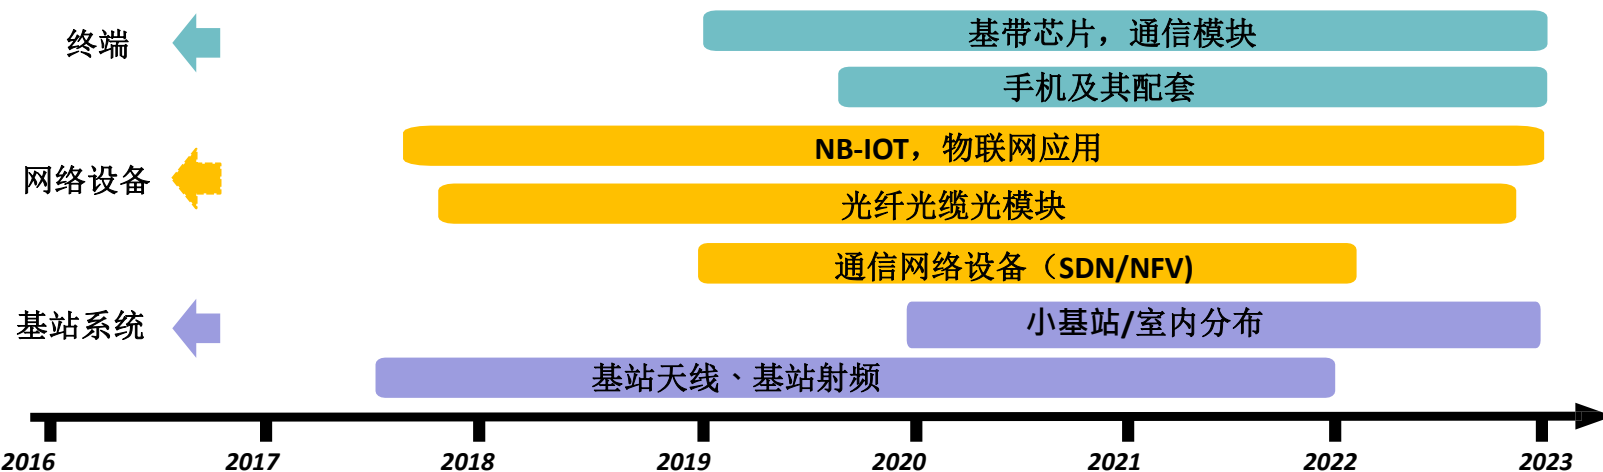 终端
基带芯片，通信模块
手机及其配套
网络设备
NB-IOT，物联网应用
光纤光缆光模块
通信网络设备（SDN/NFV)
基站系统
小基站/室内分布
基站天线、基站射频
2016 2017 2018 2019 2020 2021 2022 2023